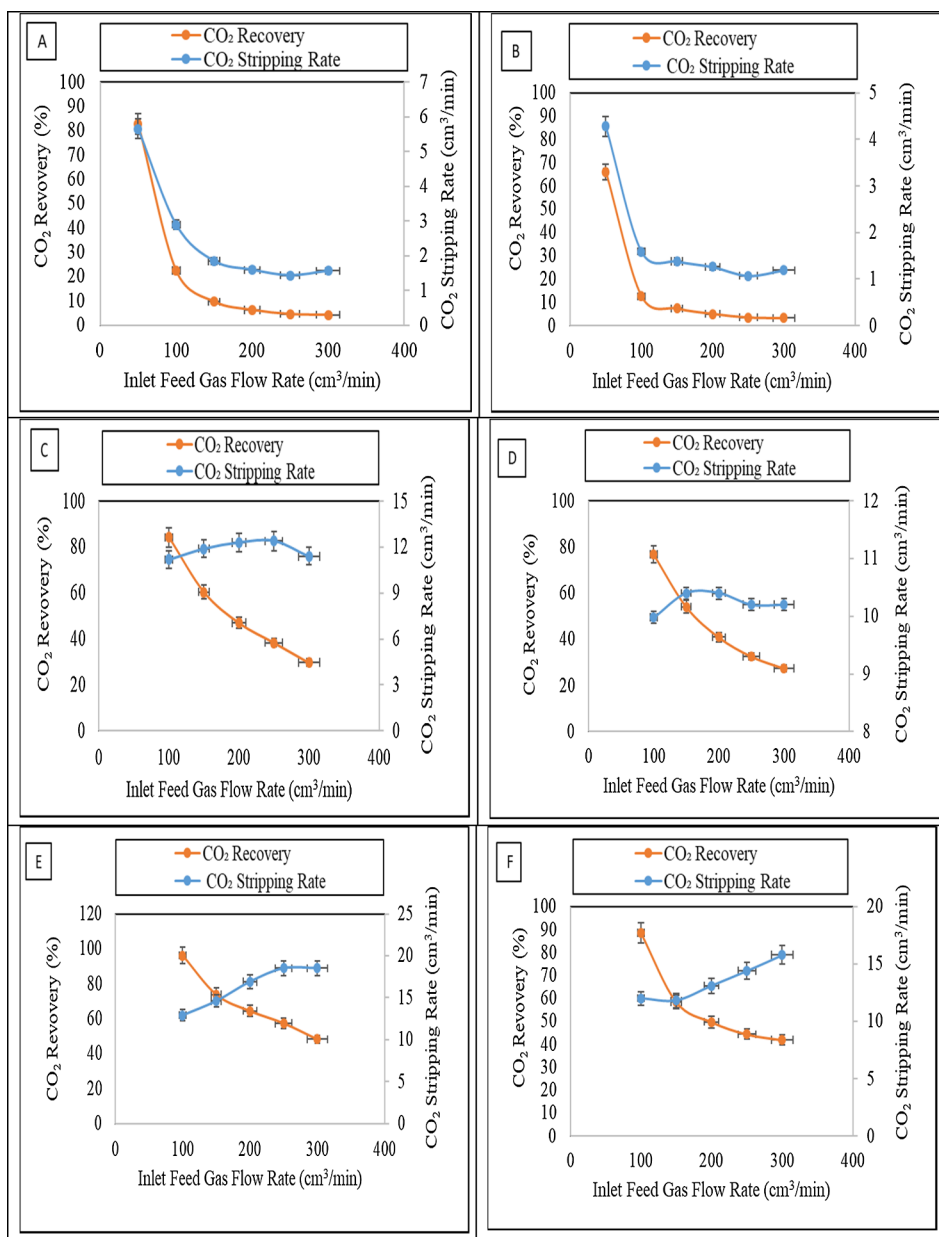 A
CO₂ Recovery
CO₂ Stripping Rate
100
90
80
70
60
50
40
30
20
10
0
CO₂ Revovery (%)
7
6
5
4
3
2
1
0
CO₂ Stripping Rate (cm³/min)
0 100 200 300 400
Inlet Feed Gas Flow Rate (cm³/min)
B
CO₂ Recovery
CO₂ Stripping Rate
100
90
80
70
60
50
40
30
20
10
0
CO₂ Revovery (%)
5
4
3
2
1
0
CO₂ Stripping Rate (cm³/min)
0 100 200 300 400
Inlet Feed Gas Flow Rate (cm³/min)
C
CO₂ Recovery
CO₂ Stripping Rate
100
80
60
40
20
0
CO₂ Revovery (%)
15
12
9
6
3
0
CO₂ Stripping Rate (cm³/min)
0 100 200 300 400
Inlet Feed Gas Flow Rate (cm³/min)
D
CO₂ Recovery
CO₂ Stripping Rate
100
80
60
40
20
0
CO₂ Revovery (%)
12
11
10
9
8
CO₂ Stripping Rate (cm³/min)
0 100 200 300 400
Inlet Feed Gas Flow Rate (cm³/min)
E
CO₂ Recovery
CO₂ Stripping Rate
120
100
80
60
40
20
0
CO₂ Revovery (%)
25
20
15
10
5
0
CO₂ Stripping Rate (cm³/min)
0 100 200 300 400
Inlet Feed Gas Flow Rate (cm³/min)
F
CO₂ Recovery
CO₂ Stripping Rate
100
90
80
70
60
50
40
30
20
10
0
CO₂ Revovery (%)
20
15
10
5
0
CO₂ Stripping Rate (cm³/min)
0 100 200 300 400
Inlet Feed Gas Flow Rate (cm³/min)